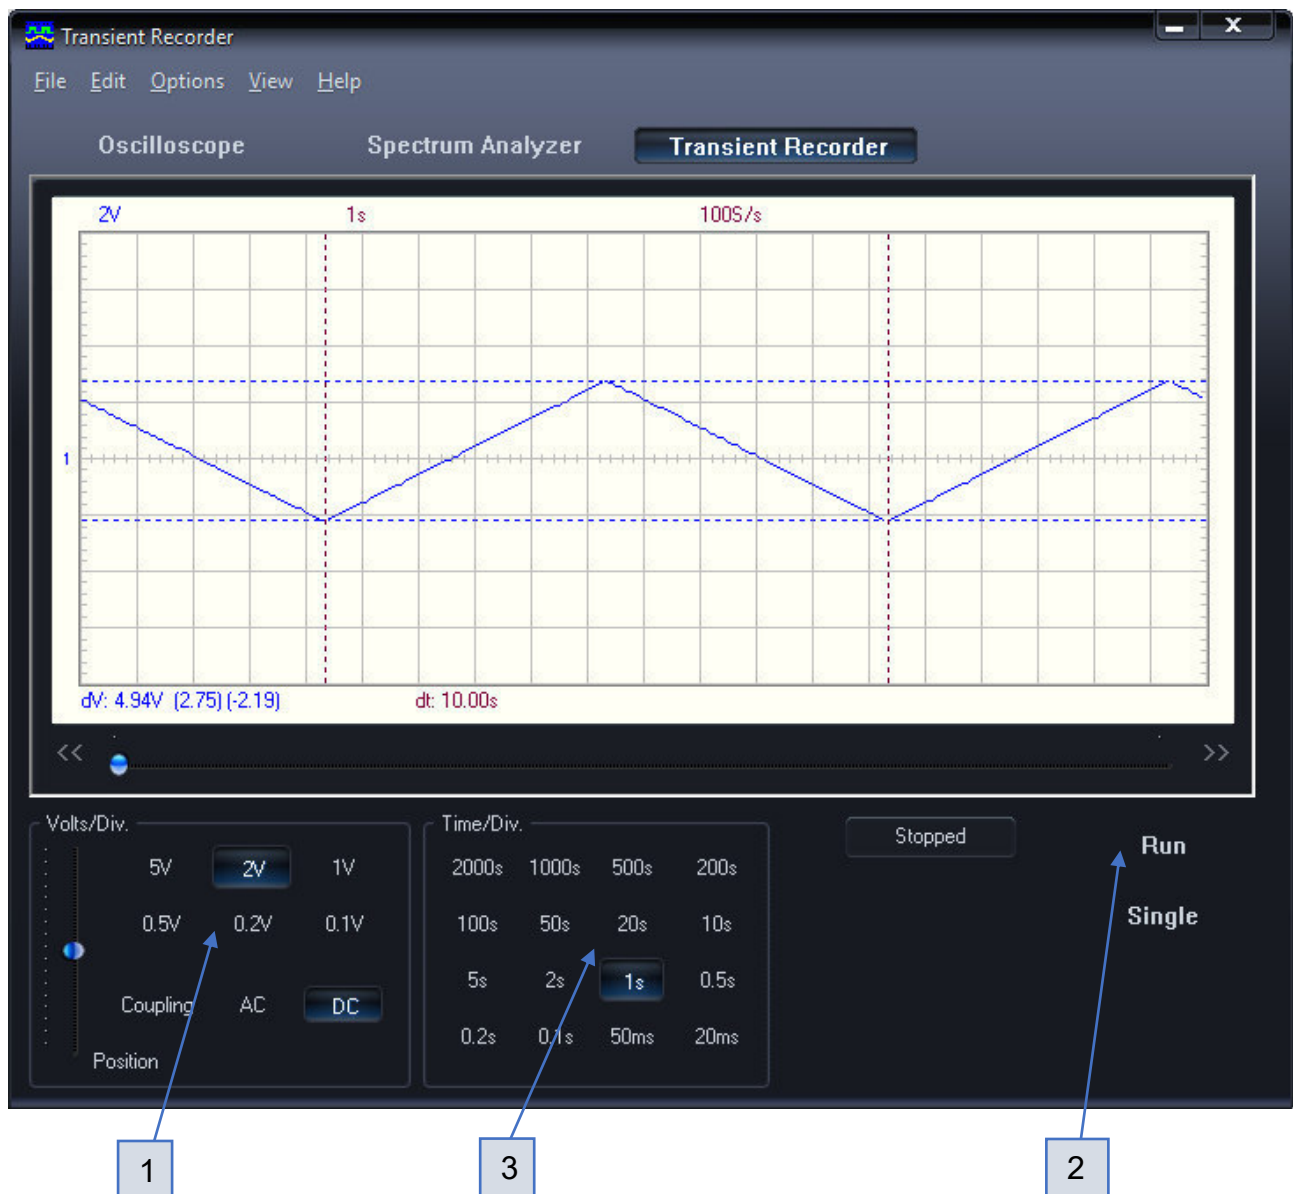 Transient Recorder
File Edit Options View Help
Oscilloscope Spectrum Analyzer Transient Recorder
2V 1s 100S/s
1
dV: 4.94V (2.75) (-2.19) dt: 10.00s
<< >>
Volts/Div.
5V 2V 1V
0.5V 0.2V 0.1V
Coupling AC DC
Position
Time/Div.
2000s 1000s 500s 200s
100s 50s 20s 10s
5s 2s 1s 0.5s
0.2s 0.1s 50ms 20ms
Stopped
Run
Single
1 3 2